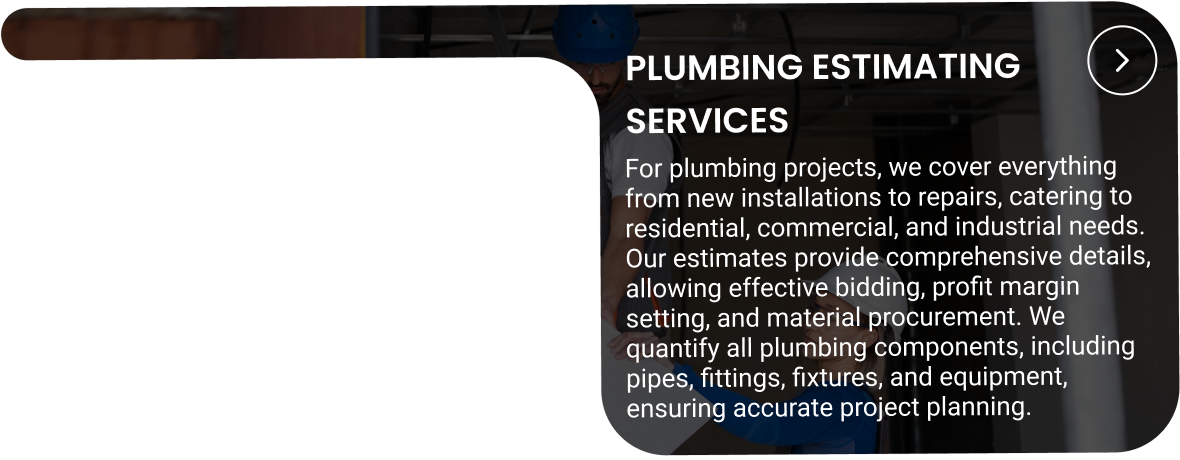 PLUMBING ESTIMATING
SERVICES
For plumbing projects, we cover everything
from new installations to repairs, catering to
residential, commercial, and industrial needs.
Our estimates provide comprehensive details,
allowing effective bidding, profit margin
setting, and material procurement. We
quantify all plumbing components, including
pipes, fittings, fixtures, and equipment,
ensuring accurate project planning.